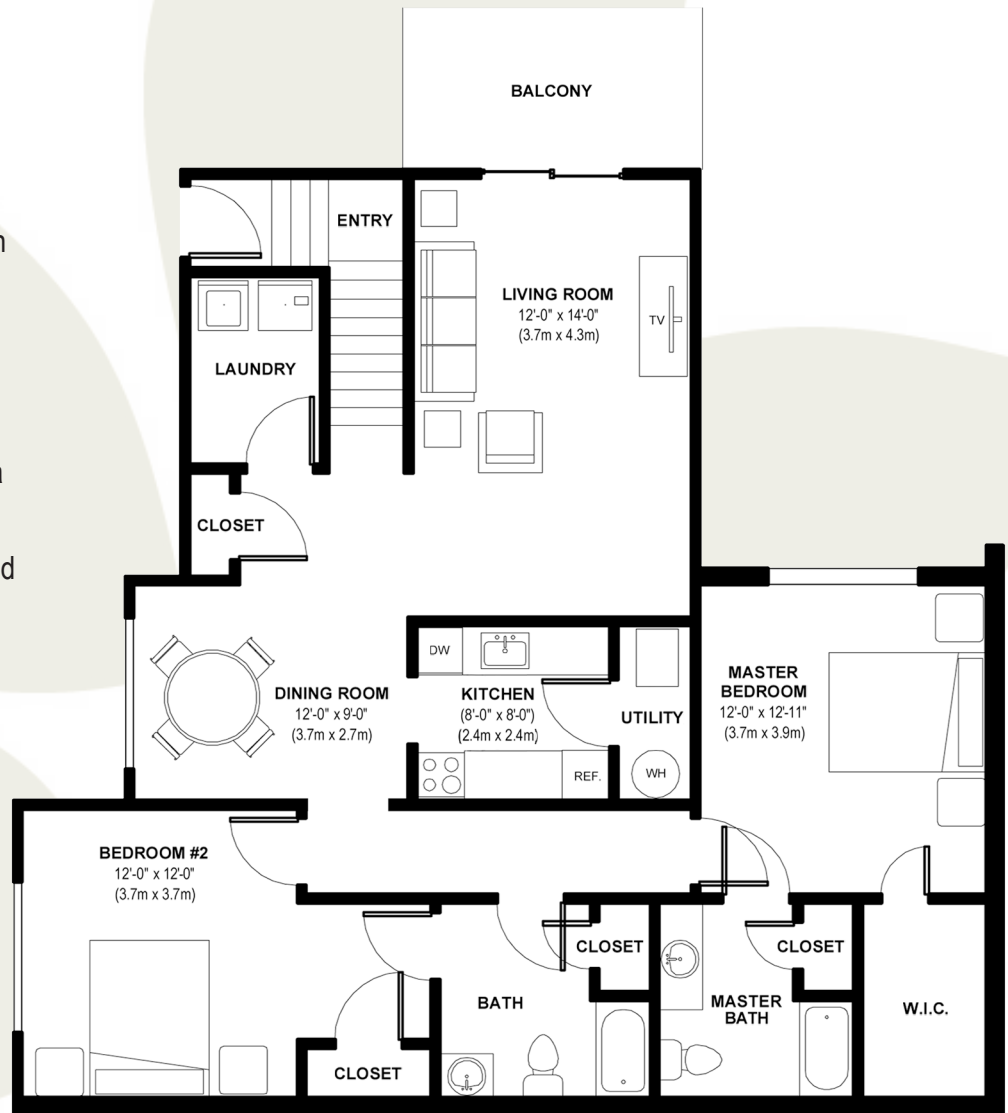 BALCONY
ENTRY
n
LIVING ROOM
12'-0" x 14'-0"
(3.7m x 4.3m)
TV
LAUNDRY
a
CLOSET
d
DW
MASTER
BEDROOM
12'-0" x 12'-11"
(3.7m x 3.9m)
DINING ROOM
12'-0" x 9'-0"
(3.7m x 2.7m)
KITCHEN
(8'-0" x 8'-0")
(2.4m x 2.4m)
UTILITY
REF.
WH
BEDROOM #2
12'-0" x 12'-0"
(3.7m x 3.7m)
CLOSET
CLOSET
BATH
MASTER
BATH
W.I.C.
CLOSET